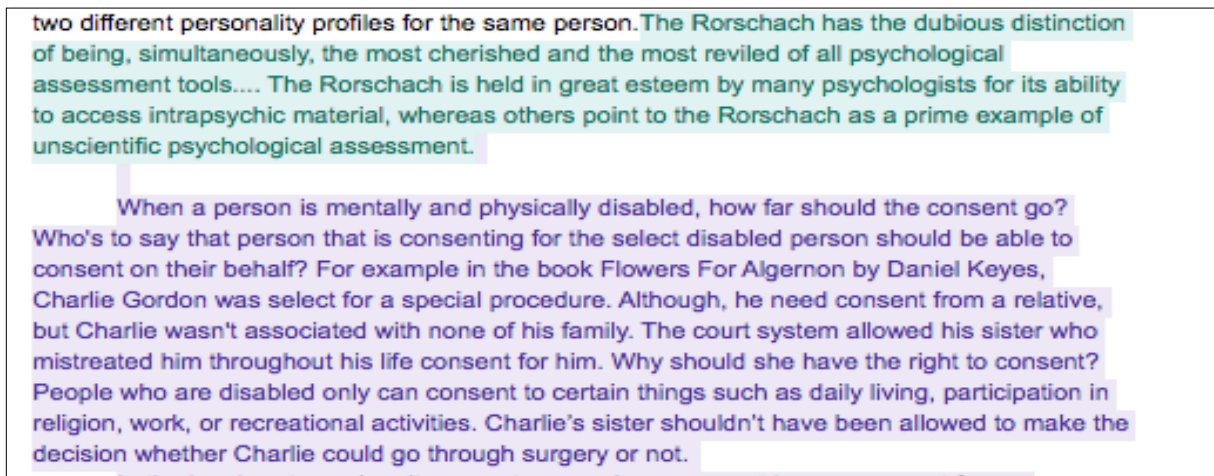 two different personality profiles for the same person.The Rorschach has the dubious distinction
of being, simultaneously, the most cherished and the most reviled of all psychological
assessment tools.... The Rorschach is held in great esteem by many psychologists for its ability
to access intrapsychic material, whereas others point to the Rorschach as a prime example of
unscientific psychological assessment.
When a person is mentally and physically disabled, how far should the consent go?
Who's to say that person that is consenting for the select disabled person should be able to
consent on their behalf? For example in the book Flowers For Algernon by Daniel Keyes,
Charlie Gordon was select for a special procedure. Although, he need consent from a relative,
but Charlie wasn't associated with none of his family. The court system allowed his sister who
mistreated him throughout his life consent for him. Why should she have the right to consent?
People who are disabled only can consent to certain things such as daily living, participation in
religion, work, or recreational activities. Charlie’s sister shouldn't have been allowed to make the
decision whether Charlie could go through surgery or not.